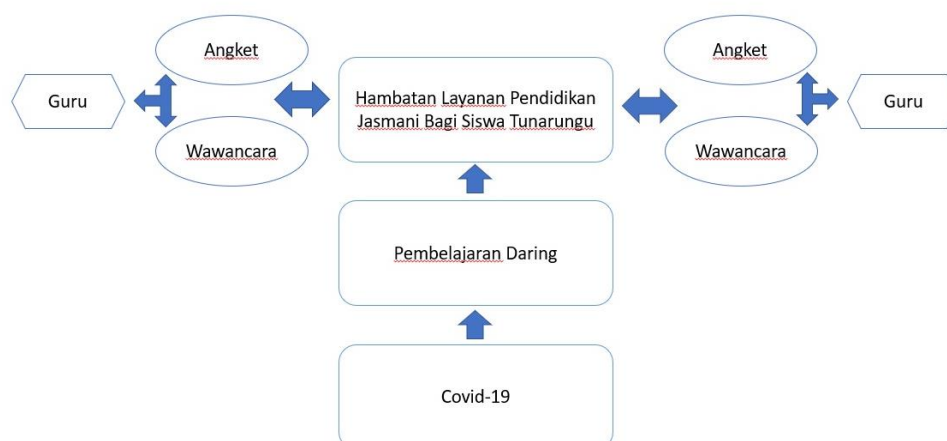 Angket
Angket
Guru
Hambatan Layanan Pendidikan
Jasmani Bagi Siswa Tunarungu
Guru
Wawancara
Wawancara
Pembelajaran Daring
Covid-19